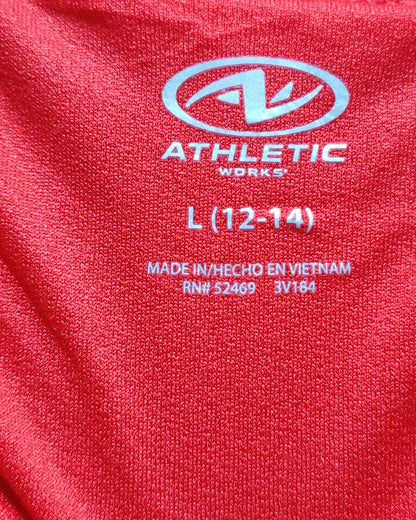 ATHLETIC
WORKS®
L (12-14)
MADE IN/HECHO EN VIETNAM
RN# 52469 3V184